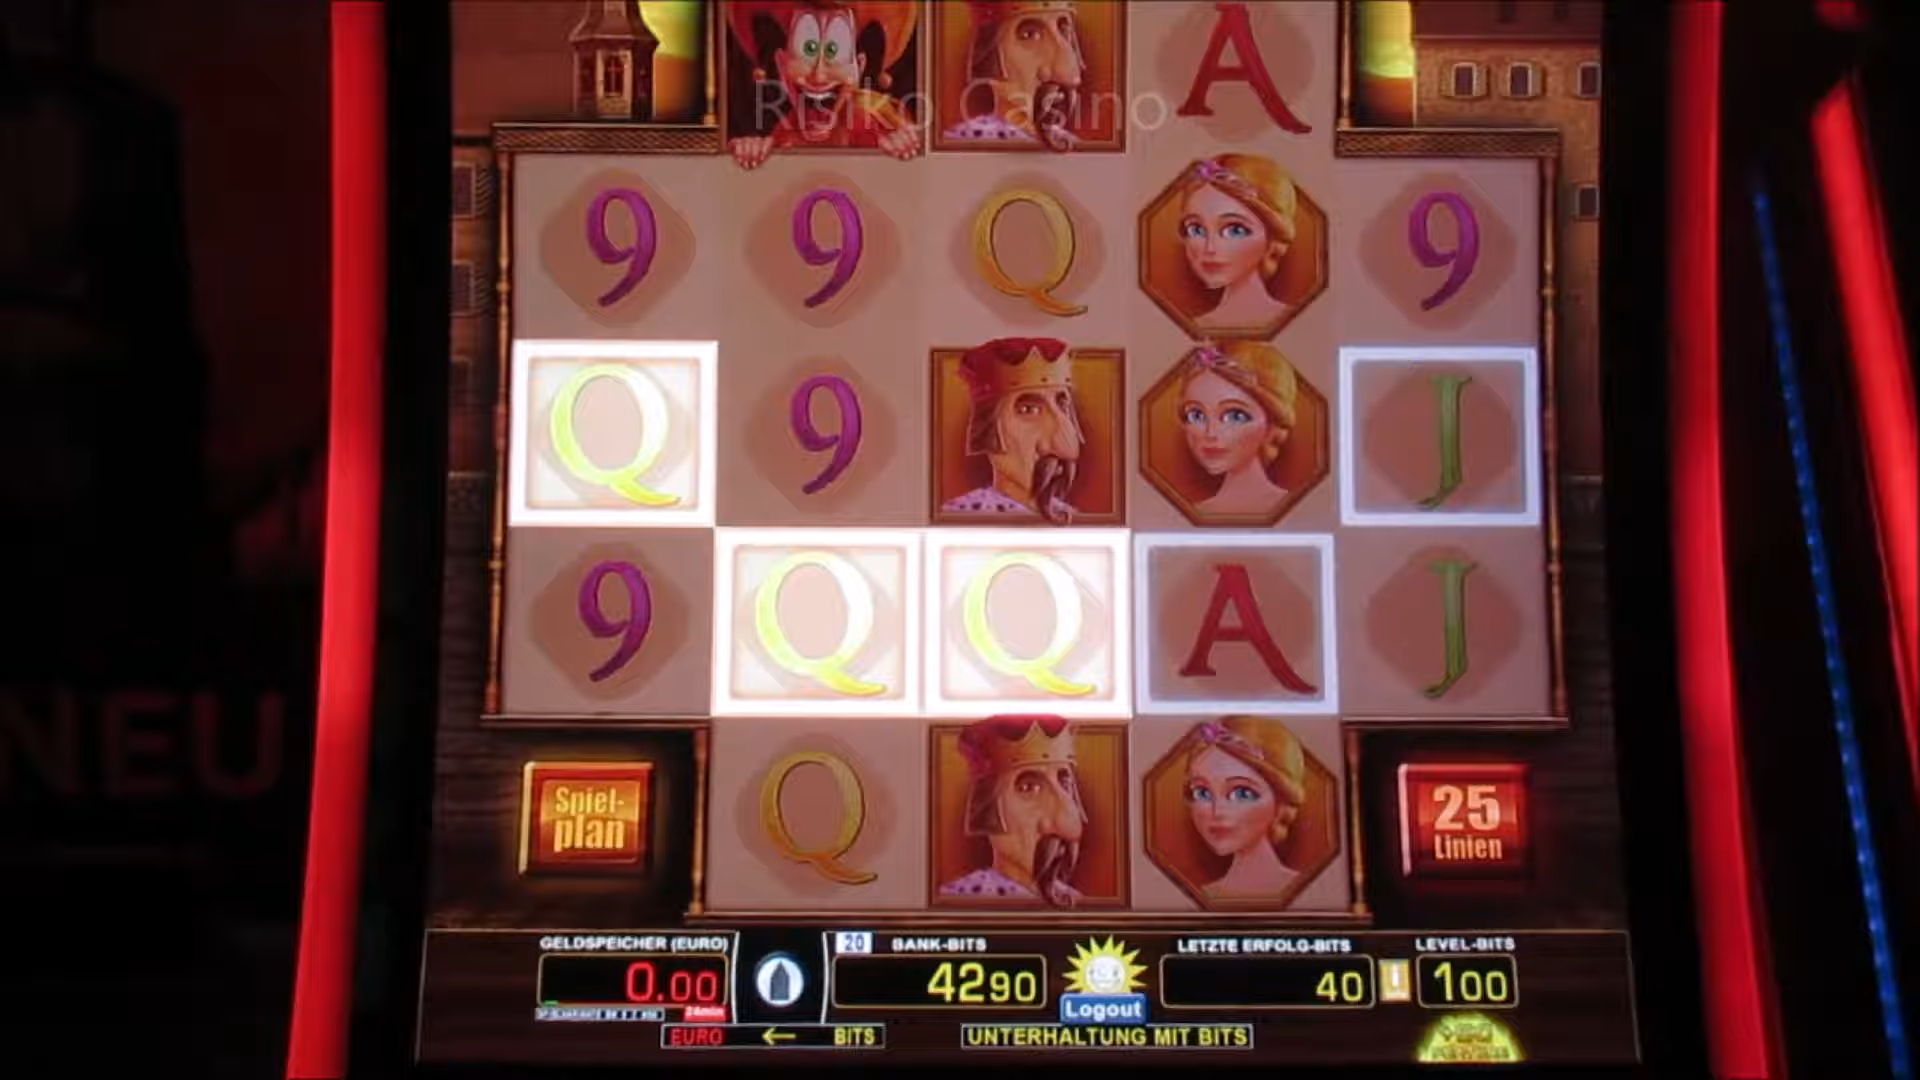 A
Risiko Casino
9 9 Q 9
Q 9 J
9 Q Q A J
Q
NEU
Spiel-
plan
25
Linien
GELDSPEICHER (EURO)
20 BANK-BITS
LETZTE ERFOLG-BITS
LEVEL-BITS
0.00
4290
40
100
Logout
24min
EURO ← BITS
UNTERHALTUNG MIT BITS